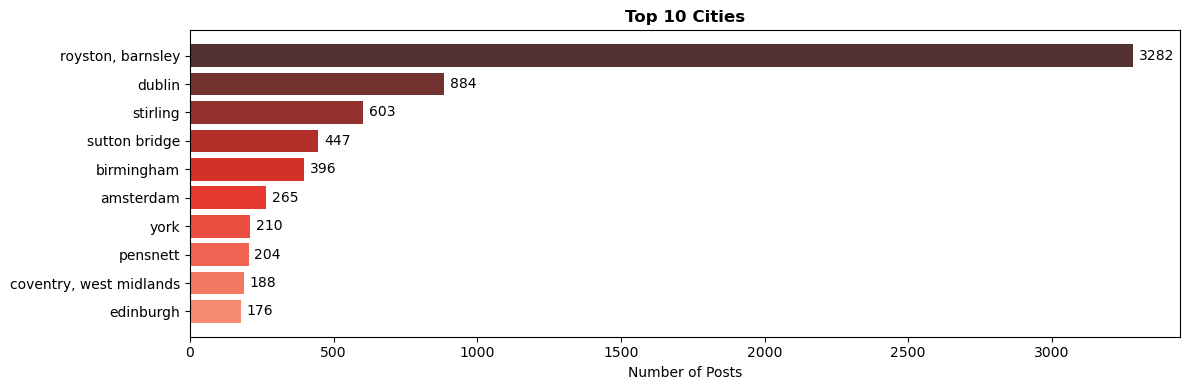 Top 10 Cities
royston, barnsley 3282
dublin 884
stirling 603
sutton bridge 447
birmingham 396
amsterdam 265
york 210
pensnett 204
coventry, west midlands 188
edinburgh 176
0 500 1000 1500 2000 2500 3000
Number of Posts